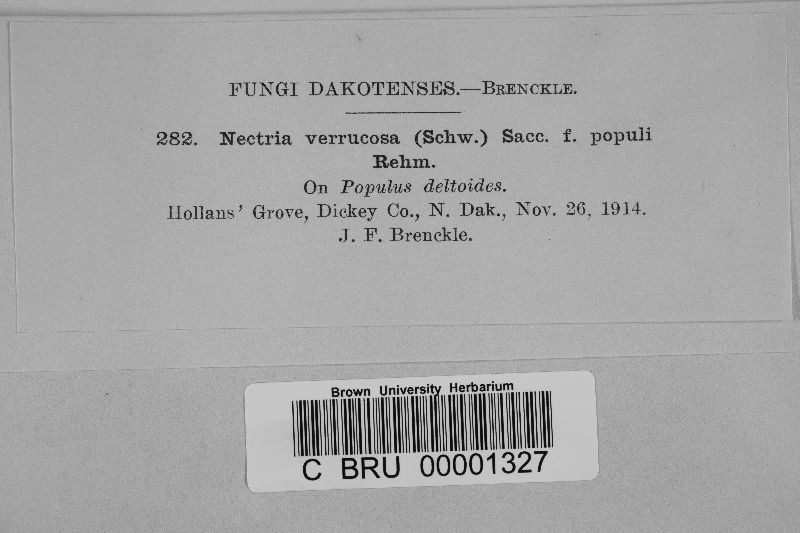 FUNGI DAKOTENSES.—BRENCKLE.
282. Nectria verrucosa (Schw.) Sacc. f. populi
Rehm.
On Populus deltoides.
Hollans' Grove, Dickey Co., N. Dak., Nov. 26, 1914.
J. F. Brenckle.
Brown University Herbarium
C BRU 00001327